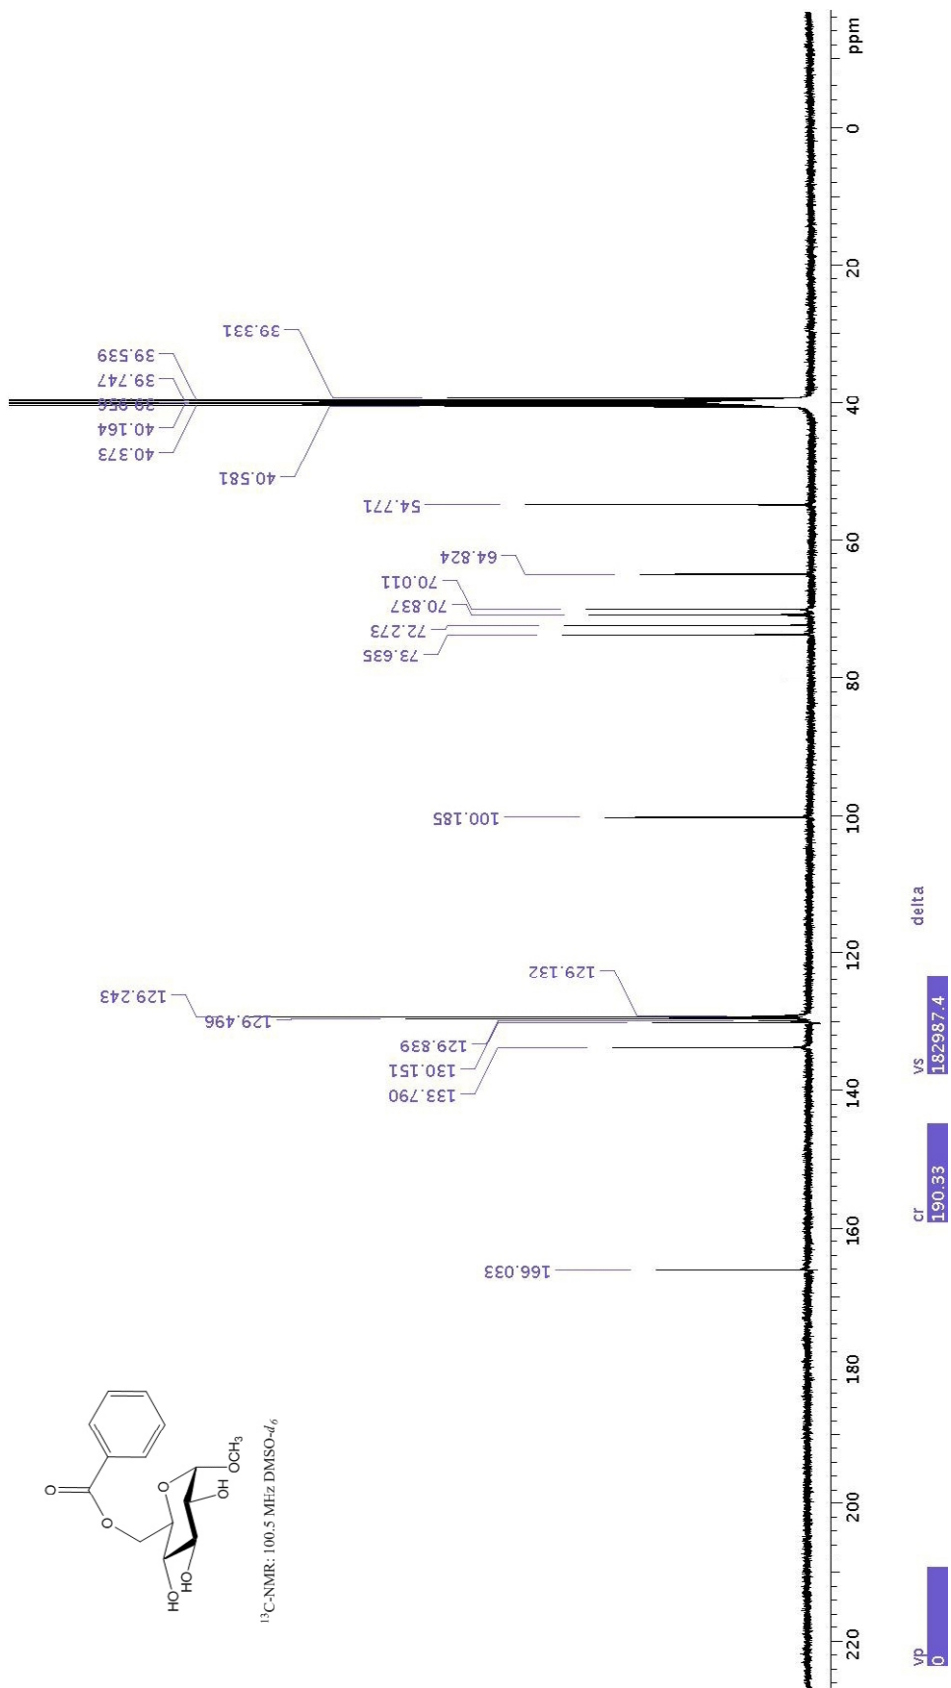 O
O
O
HO
HO
OH
OCH3
¹³C-NMR: 100.5 MHz DMSO-d₆
39.331
39.539
39.747
39.956
40.164
40.373
40.581
54.771
64.824
70.011
70.837
72.273
73.635
100.185
129.132
129.243
129.496
129.839
130.151
133.790
166.033
220 200 180 160 140 120 100 80 60 40 20 0 ppm
vp cr vs delta
0 190.33 182987.4